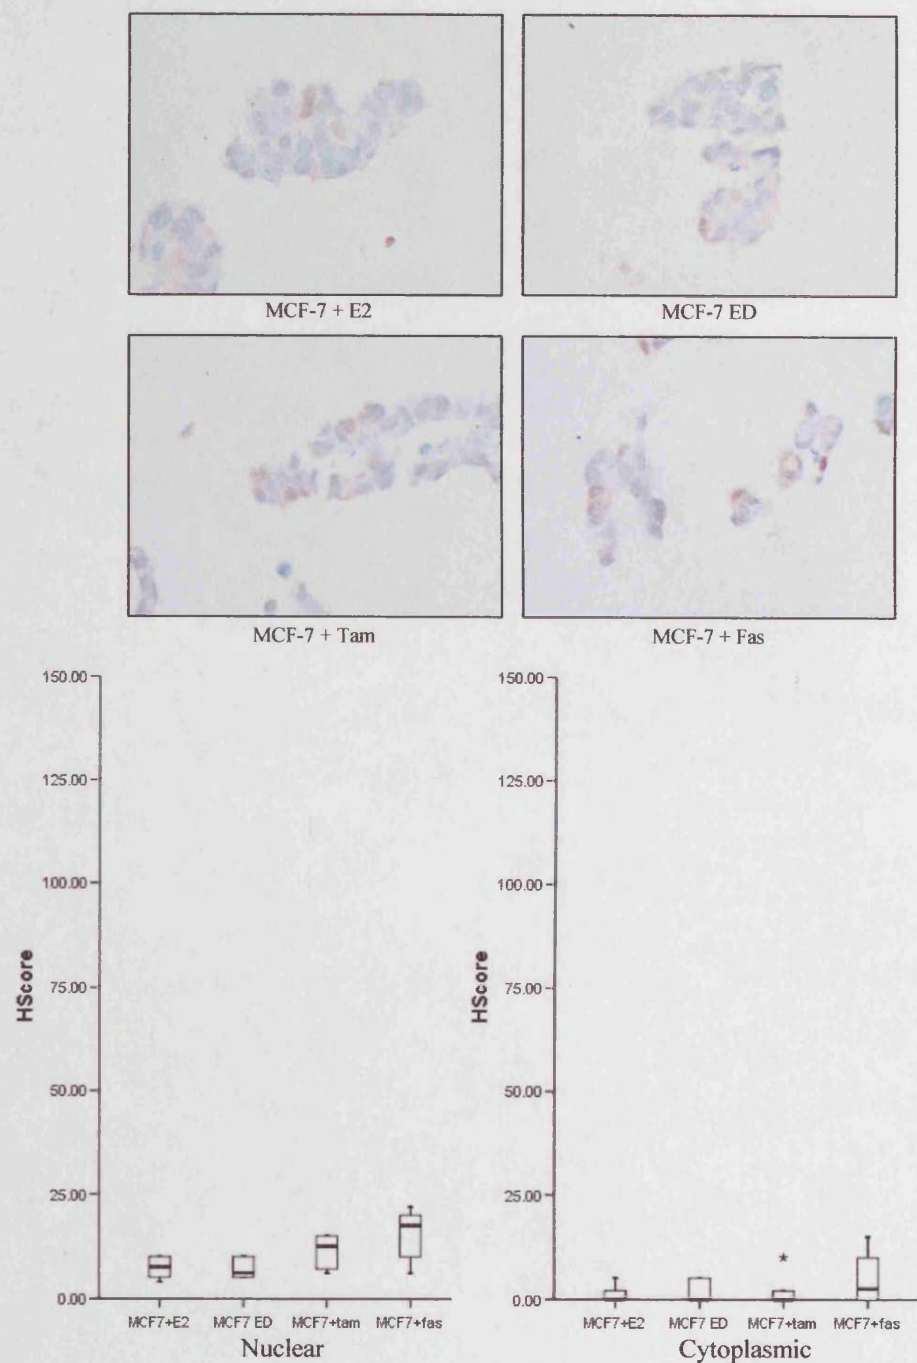 MCF-7 + E2
MCF-7 ED
MCF-7 + Tam
MCF-7 + Fas
150.00
125.00
100.00
75.00
50.00
25.00
0.00
HScore
MCF7+E2 MCF7 ED MCF7+tam MCF7+fas
Nuclear
150.00
125.00
100.00
75.00
50.00
25.00
0.00
HScore
*
MCF7+E2 MCF7 ED MCF7+tam MCF7+fas
Cytoplasmic